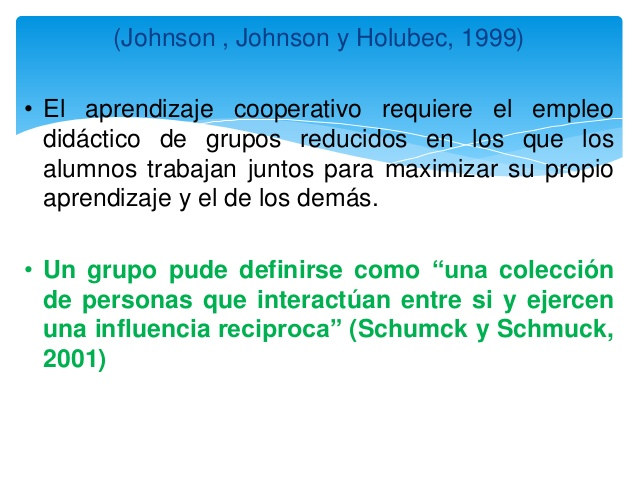 (Johnson , Johnson y Holubec, 1999)
• El aprendizaje cooperativo requiere el empleo
didáctico de grupos reducidos en los que los
alumnos trabajan juntos para maximizar su propio
aprendizaje y el de los demás.
• Un grupo pude definirse como “una colección
de personas que interactúan entre si y ejercen
una influencia reciproca” (Schumck y Schmuck,
2001)